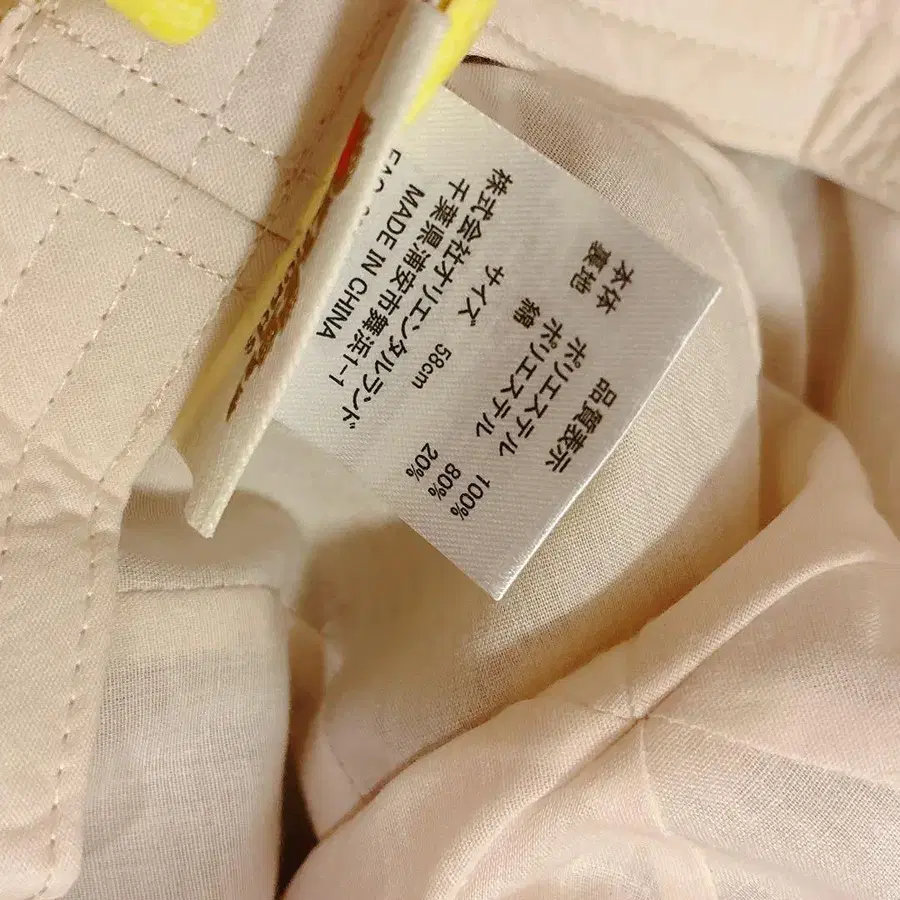 品質表示
本体 ポリエステル 100%
裏地 ポリエステル 80%
綿 20%
サイズ 58cm
株式会社オリエンタルランド
千葉県浦安市舞浜1-1
MADE IN CHINA